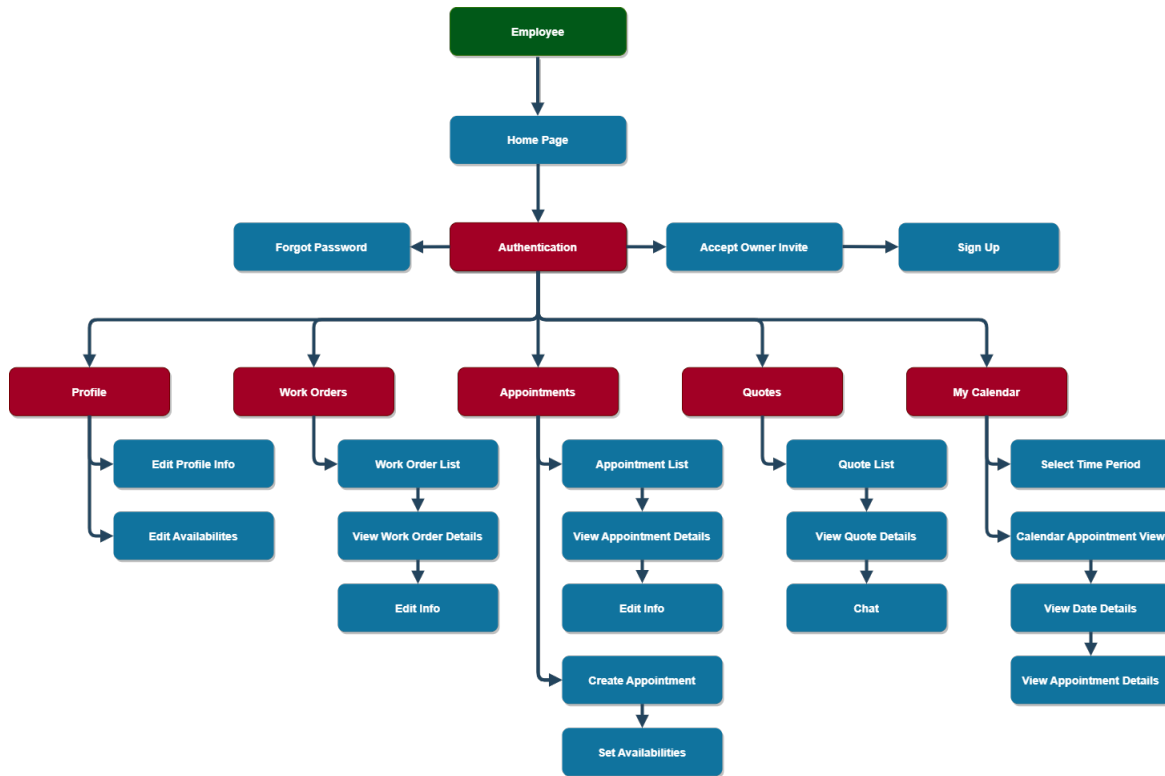 Employee
Home Page
Forgot Password
Authentication
Accept Owner Invite
Sign Up
Profile
Work Orders
Appointments
Quotes
My Calendar
Edit Profile Info
Work Order List
Appointment List
Quote List
Select Time Period
Edit Availabilites
View Work Order Details
View Appointment Details
View Quote Details
Calendar Appointment View
Edit Info
Edit Info
Chat
View Date Details
Create Appointment
View Appointment Details
Set Availabilities